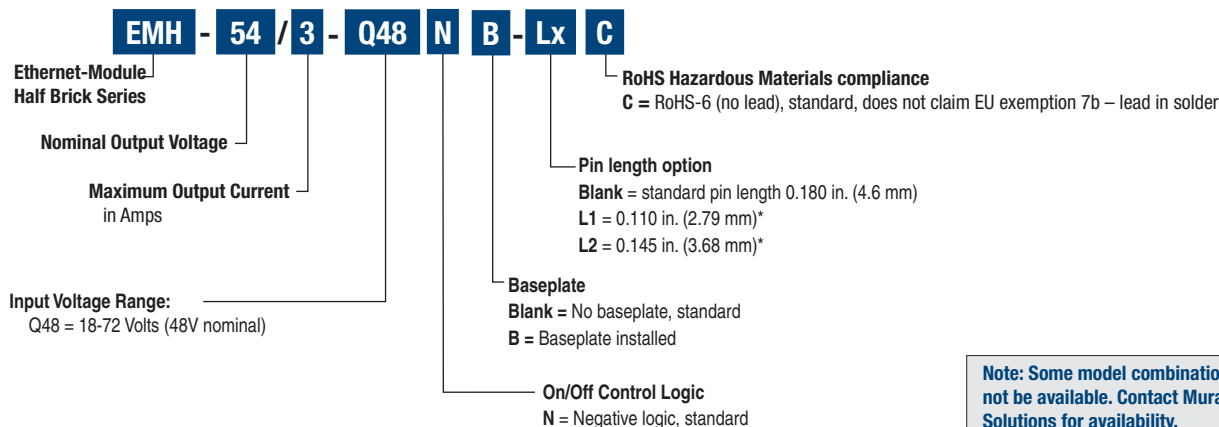 EMH - 54 / 3 - Q48 N B - Lx C
Ethernet-Module
Half Brick Series
RoHS Hazardous Materials compliance
C = RoHS-6 (no lead), standard, does not claim EU exemption 7b – lead in solder
Nominal Output Voltage
Maximum Output Current
in Amps
Pin length option
Blank = standard pin length 0.180 in. (4.6 mm)
L1 = 0.110 in. (2.79 mm)*
L2 = 0.145 in. (3.68 mm)*
Input Voltage Range:
Q48 = 18-72 Volts (48V nominal)
Baseplate
Blank = No baseplate, standard
B = Baseplate installed
On/Off Control Logic
N = Negative logic, standard
Note: Some model
not be available. Contact
Solutions for availability.